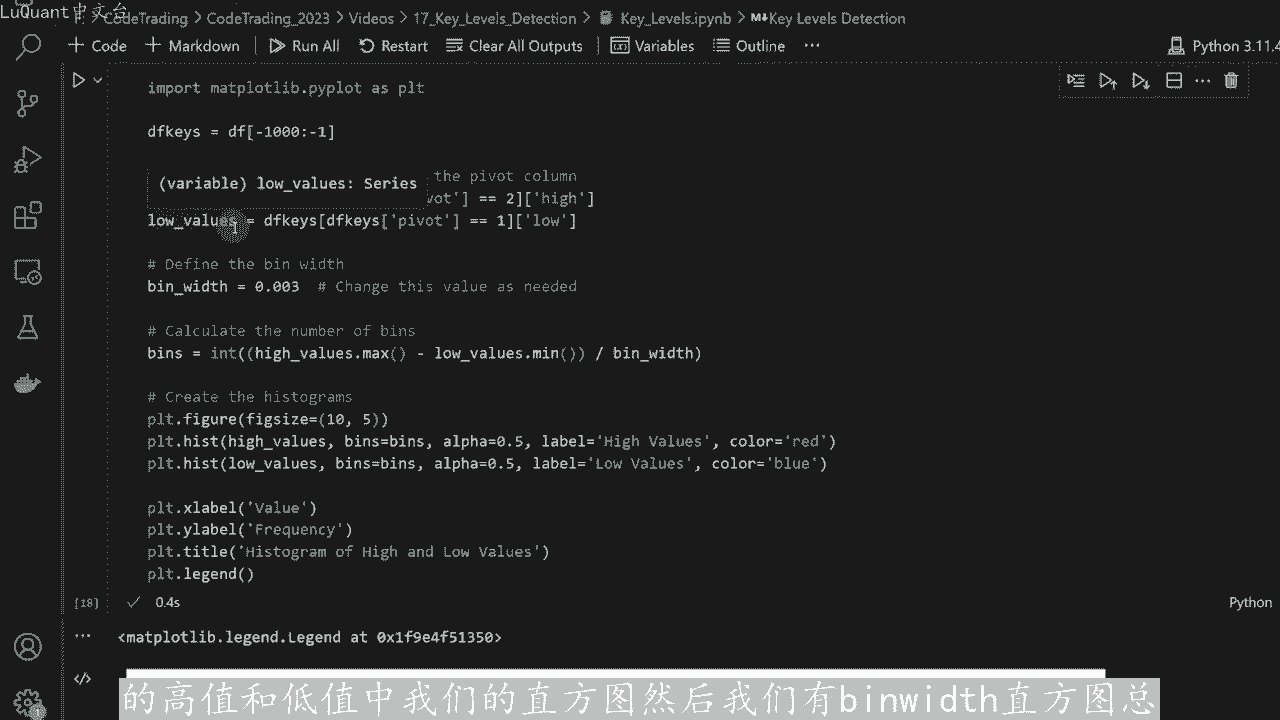 LuQuant中文台
CodeTrading > CodeTrading_2023 > Videos > 17_Key_Levels_Detection > Key_Levels.ipynb > M↓Key Levels Detection
+ Code + Markdown Run All Restart Clear All Outputs Variables Outline ··· Python 3.11.4
import matplotlib.pyplot as plt
dfkeys = df[-1000:-1]
the pivot column
(variable) low_values: Series
vot'] == 2]['high']
low_values = dfkeys[dfkeys['pivot'] == 1]['low']
# Define the bin width
bin_width = 0.003  # Change this value as needed
# Calculate the number of bins
bins = int((high_values.max() - low_values.min()) / bin_width)
# Create the histograms
plt.figure(figsize=(10, 5))
plt.hist(high_values, bins=bins, alpha=0.5, label='High Values', color='red')
plt.hist(low_values, bins=bins, alpha=0.5, label='Low Values', color='blue')
plt.xlabel('Value')
plt.ylabel('Frequency')
plt.title('Histogram of High and Low Values')
plt.legend()
[18] ✓ 0.4s Python
··· <matplotlib.legend.Legend at 0x1f9e4f51350>
的高值和低值中我们的直方图然后我们有binwidth直方图总